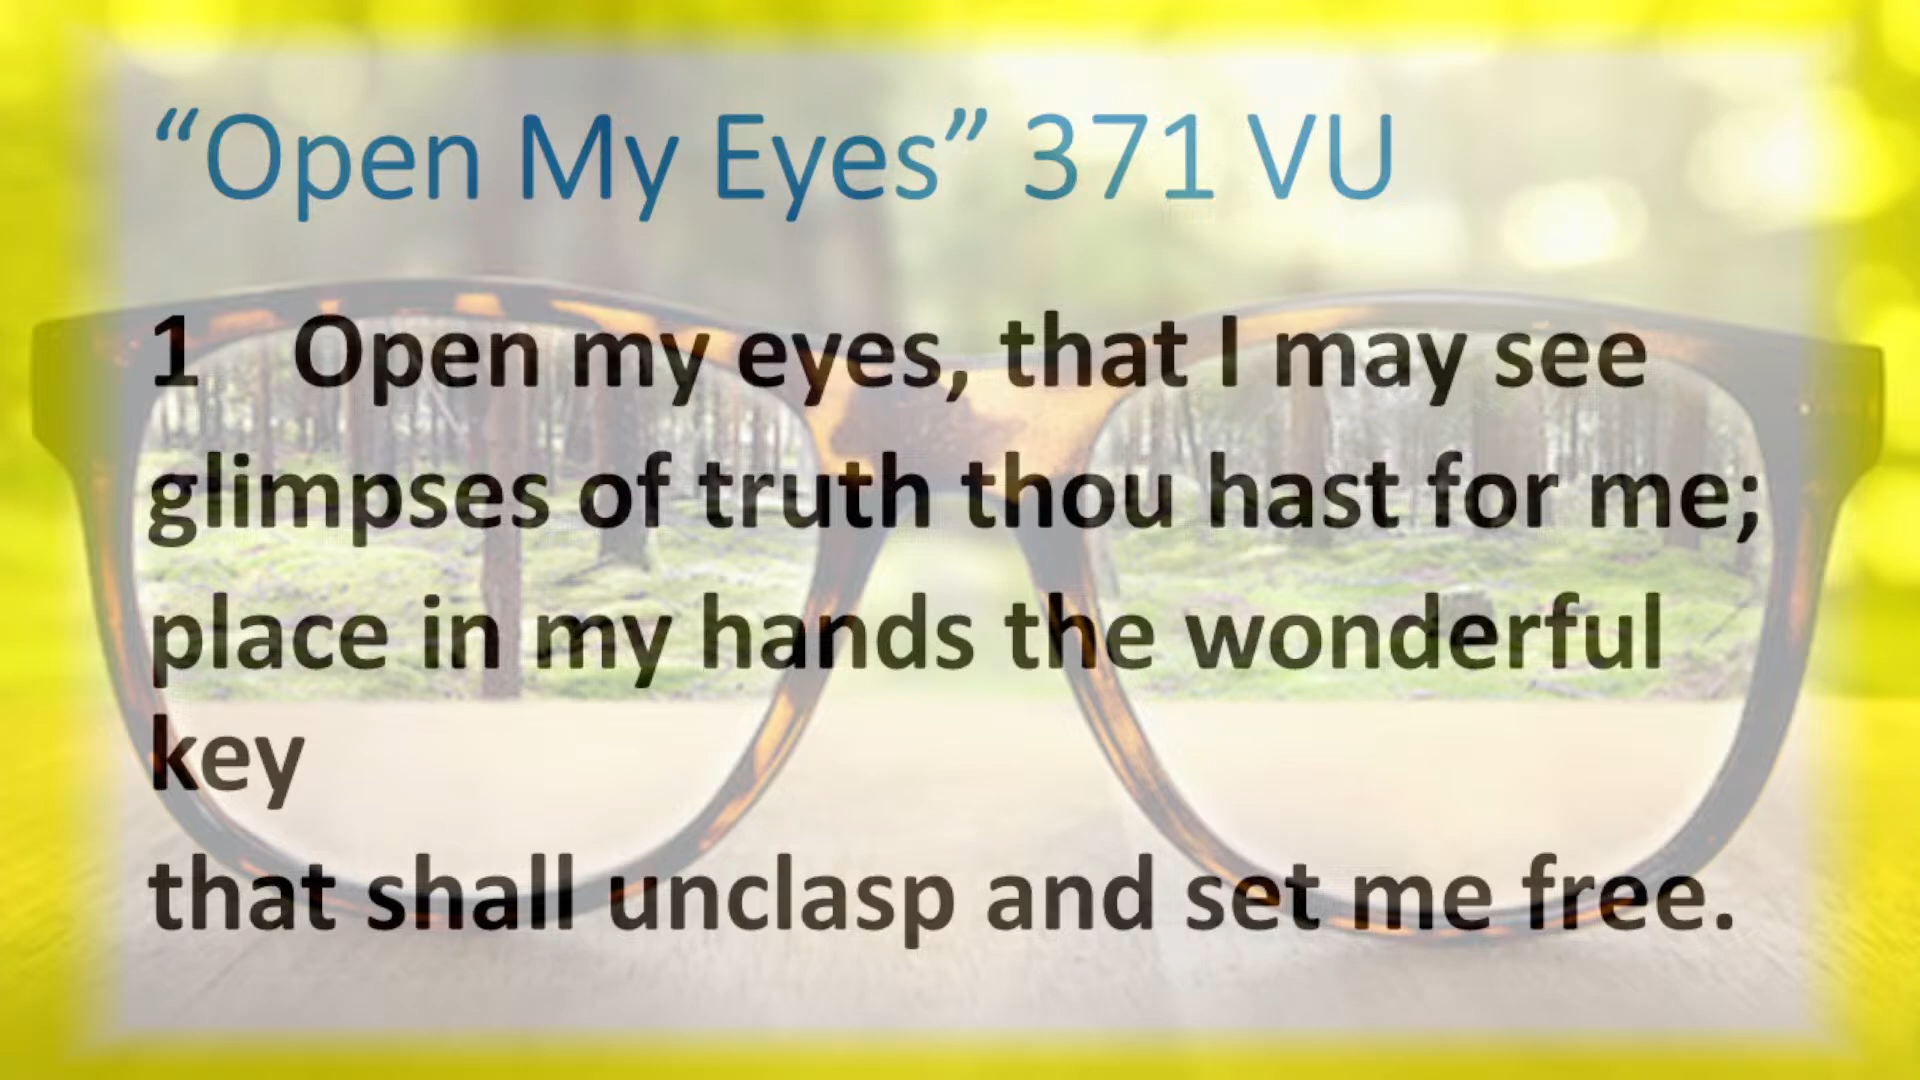 “Open My Eyes” 371 VU
1 Open my eyes, that I may see
glimpses of truth thou hast for me;
place in my hands the wonderful
key
that shall unclasp and set me free.